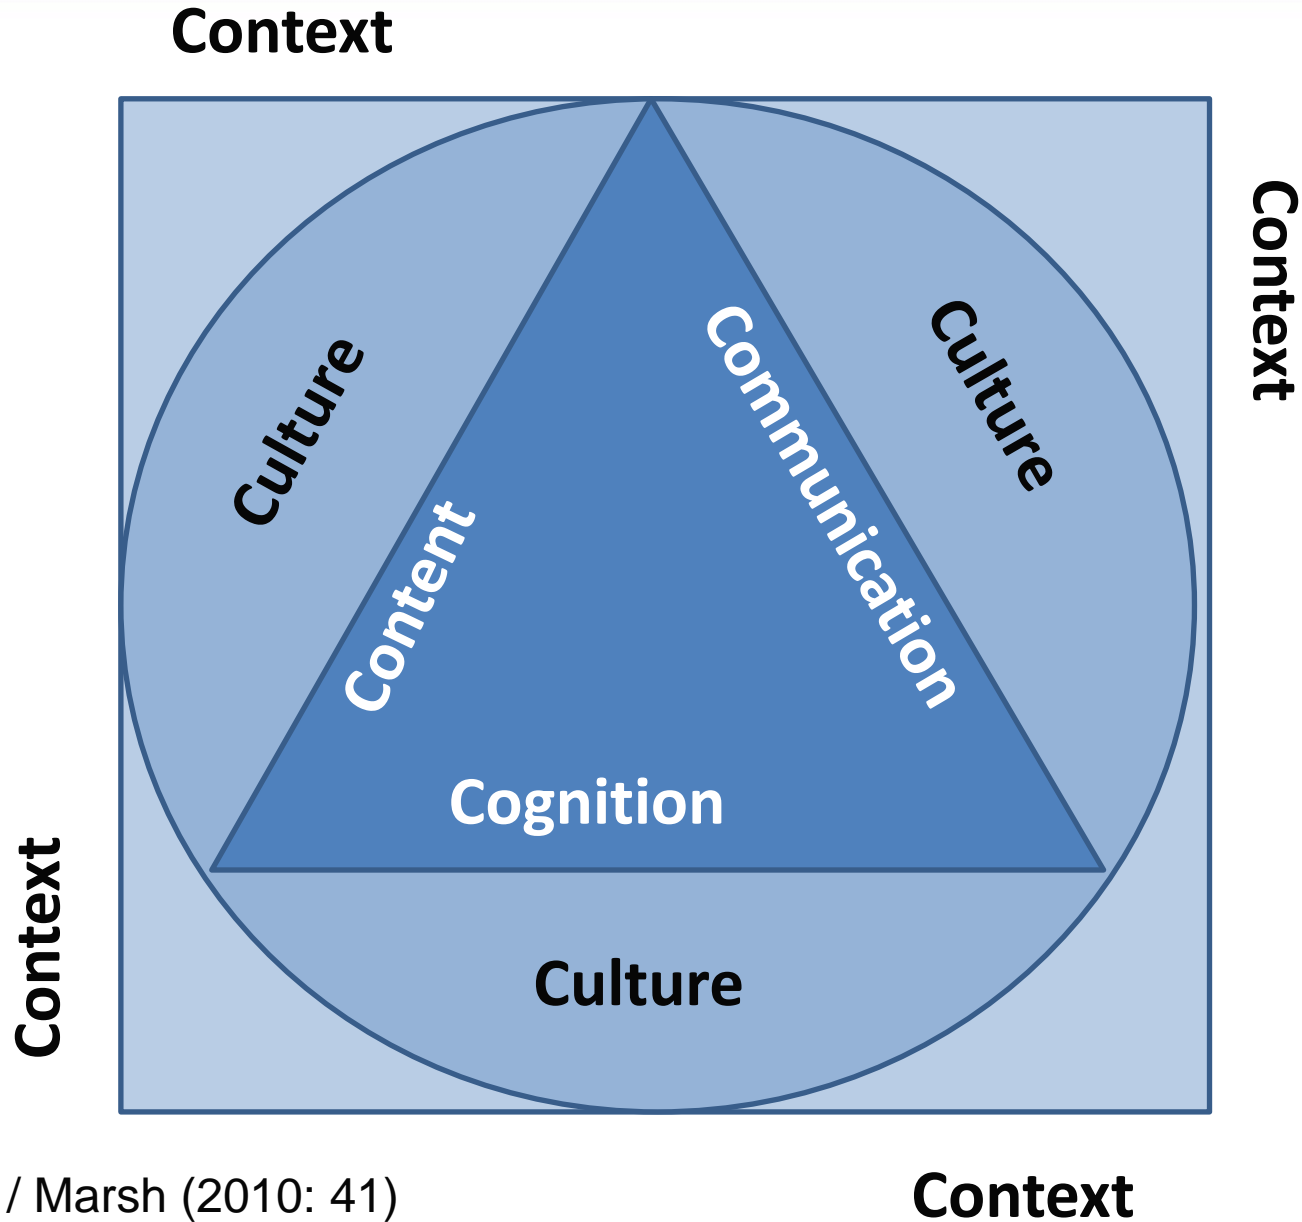 Context
Context
Culture
Culture
Communication
Content
Cognition
Context
Culture
/ Marsh (2010: 41)
Context